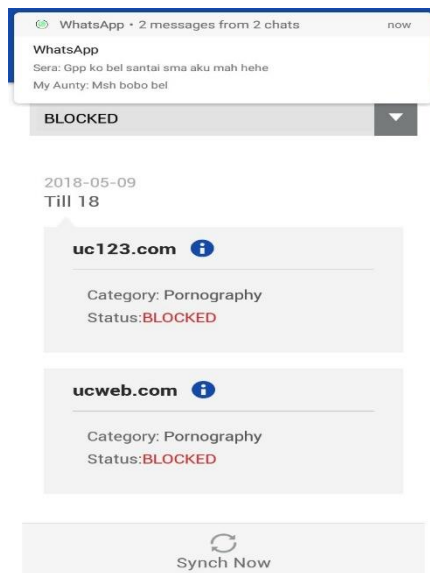 WhatsApp • 2 messages from 2 chats now
WhatsApp
Sera: Gpp ko bel santai sma aku mah hehe
My Aunty: Msh bobo bel
BLOCKED
2018-05-09
Till 18
uc123.com
Category: Pornography
Status:BLOCKED
ucweb.com
Category: Pornography
Status:BLOCKED
Synch Now